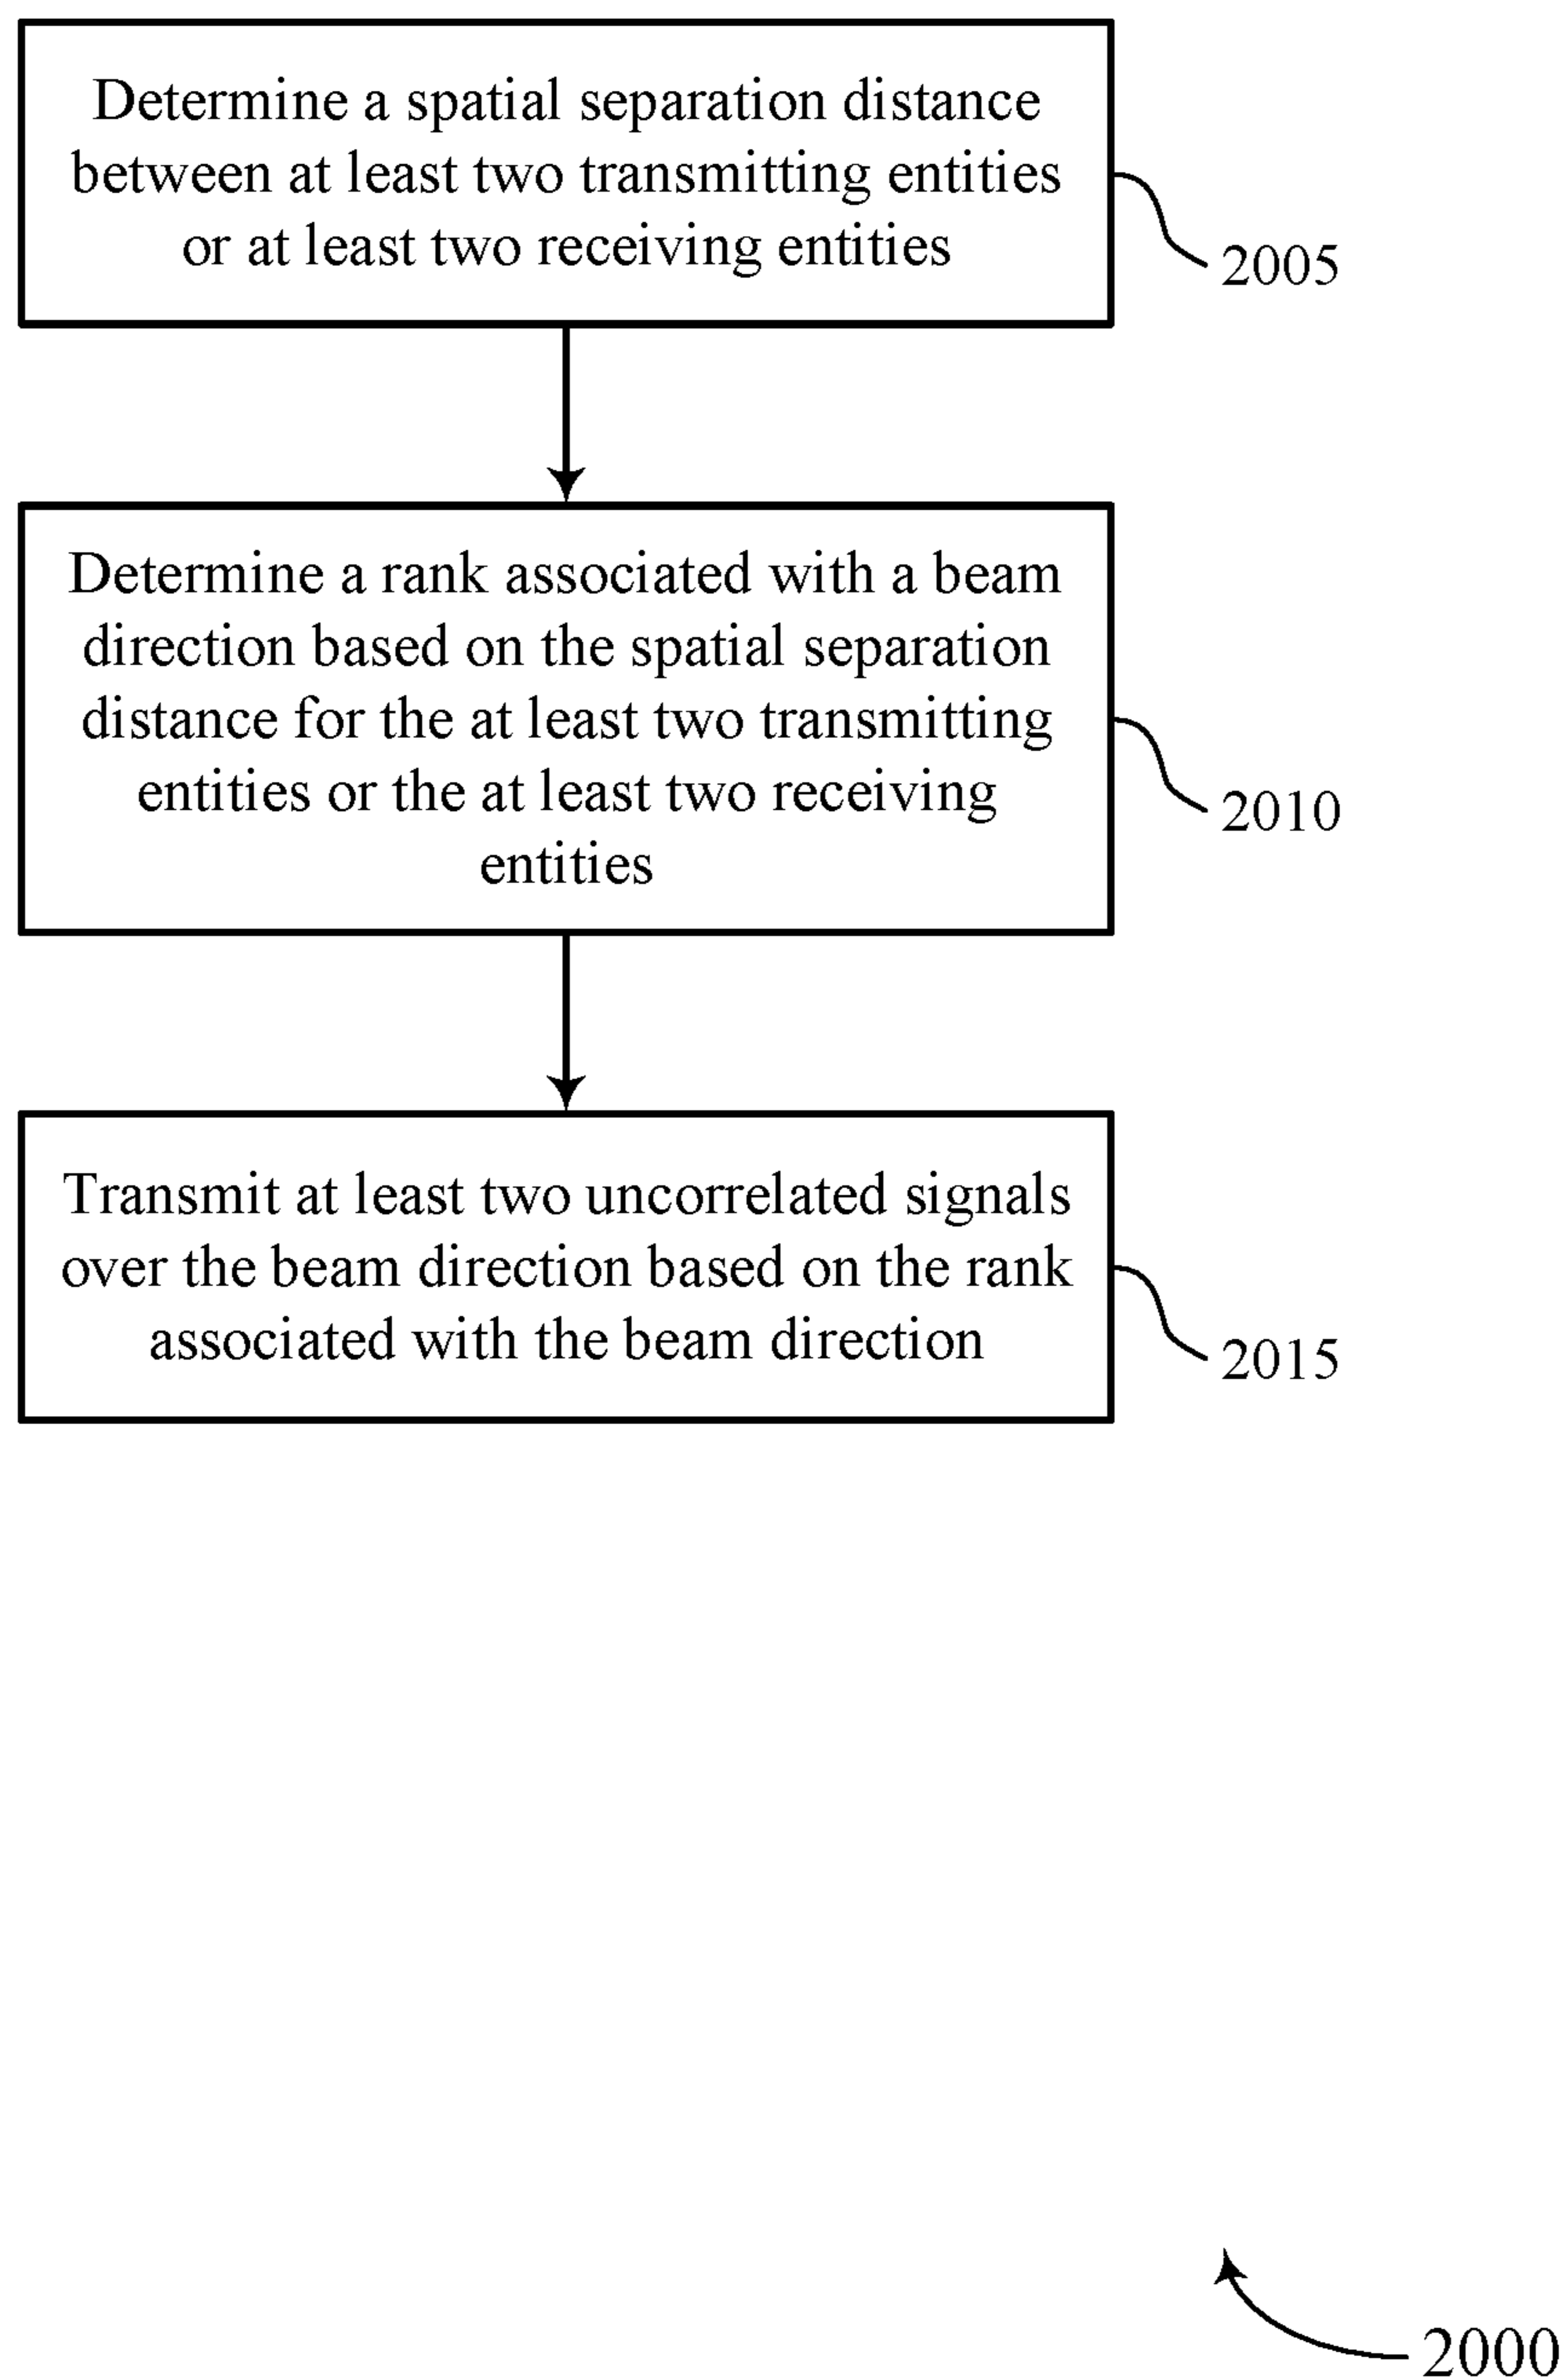 Determine a spatial separation distance
between at least two transmitting entities
or at least two receiving entities
2005
Determine a rank associated with a beam
direction based on the spatial separation
distance for the at least two transmitting
entities or the at least two receiving
entities
2010
Transmit at least two uncorrelated signals
over the beam direction based on the rank
associated with the beam direction
2015
2000